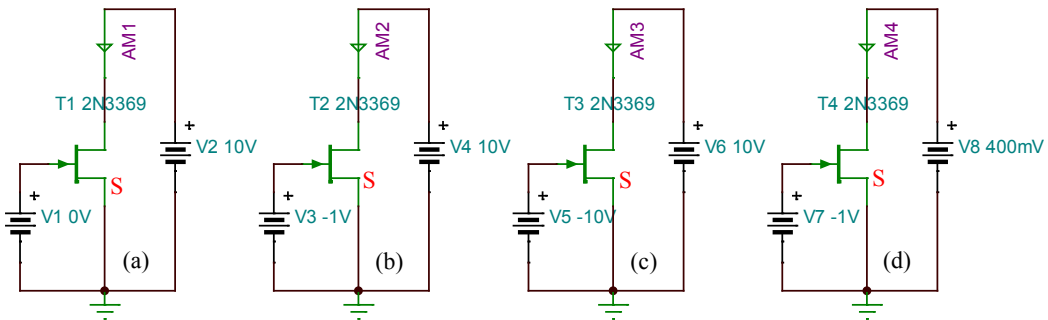 AM1
T1 2N3369
+
V2 10V
S
+
V1 0V
(a)
AM2
T2 2N3369
+
V4 10V
S
+
V3 -1V
(b)
AM3
T3 2N3369
+
V6 10V
S
+
V5 -10V
(c)
AM4
T4 2N3369
+
V8 400mV
S
+
V7 -1V
(d)